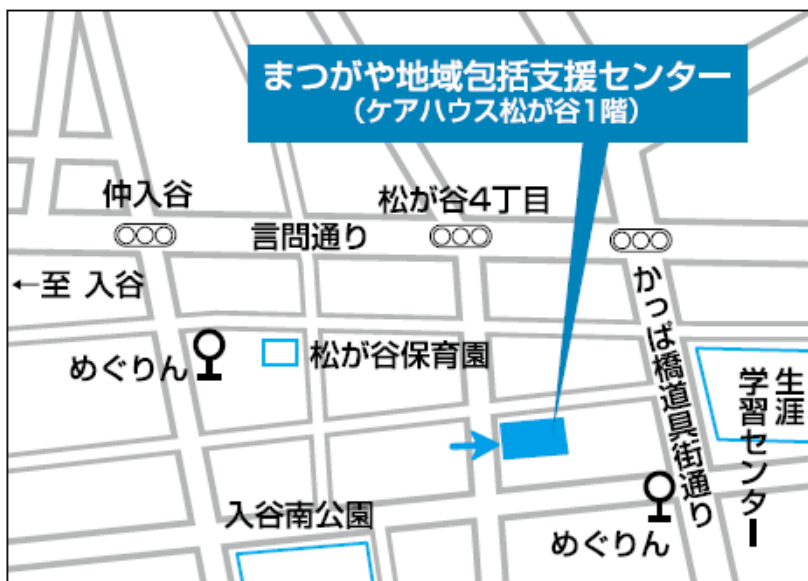 まつがや地域包括支援センター
（ケアハウス松が谷1階）
仲入谷
松が谷4丁目
言問通り
←至 入谷
かっぱ橋道具街通り
めぐりん
松が谷保育園
生涯
学習センター
入谷南公園
めぐりん